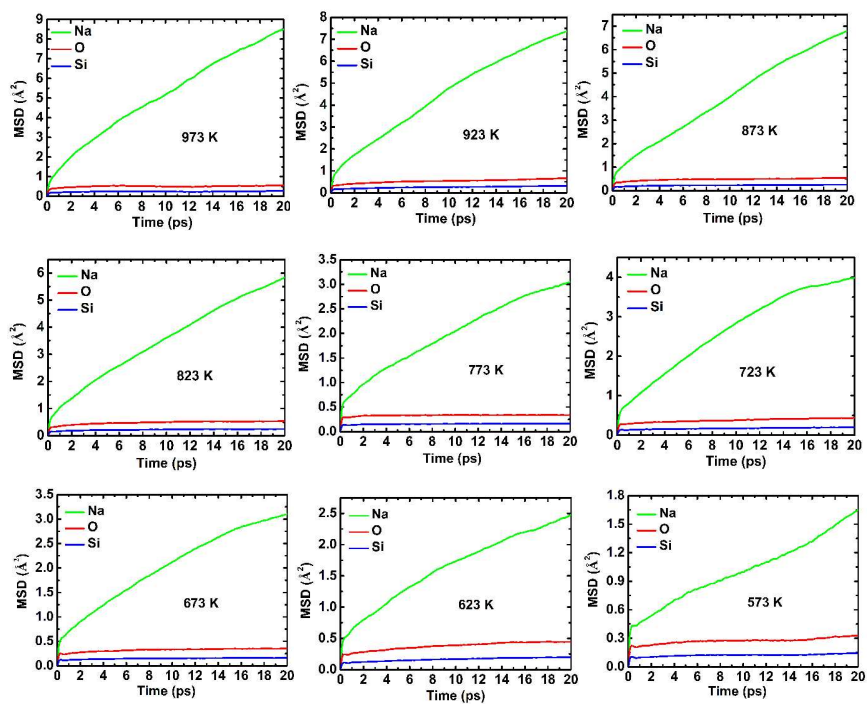 MSD (Å²)
9
8
7
6
5
4
3
2
1
0
Na
O
Si
973 K
0 2 4 6 8 10 12 14 16 18 20
Time (ps)
MSD (Å²)
8
7
6
5
4
3
2
1
0
Na
O
Si
923 K
0 2 4 6 8 10 12 14 16 18 20
Time (ps)
MSD (Å²)
7
6
5
4
3
2
1
0
Na
O
Si
873 K
0 2 4 6 8 10 12 14 16 18 20
Time (ps)
MSD (Å²)
6
5
4
3
2
1
0
Na
O
Si
823 K
0 2 4 6 8 10 12 14 16 18 20
Time (ps)
MSD (Å²)
3.5
3.0
2.5
2.0
1.5
1.0
0.5
0.0
Na
O
Si
773 K
0 2 4 6 8 10 12 14 16 18 20
Time (ps)
MSD (Å²)
4
3
2
1
0
Na
O
Si
723 K
0 2 4 6 8 10 12 14 16 18 20
Time (ps)
MSD (Å²)
3.5
3.0
2.5
2.0
1.5
1.0
0.5
0.0
Na
O
Si
673 K
0 2 4 6 8 10 12 14 16 18 20
Time (ps)
MSD (Å²)
2.5
2.0
1.5
1.0
0.5
0.0
Na
O
Si
623 K
0 2 4 6 8 10 12 14 16 18 20
Time (ps)
MSD (Å²)
1.8
1.5
1.2
0.9
0.6
0.3
0.0
Na
O
Si
573 K
0 2 4 6 8 10 12 14 16 18 20
Time (ps)